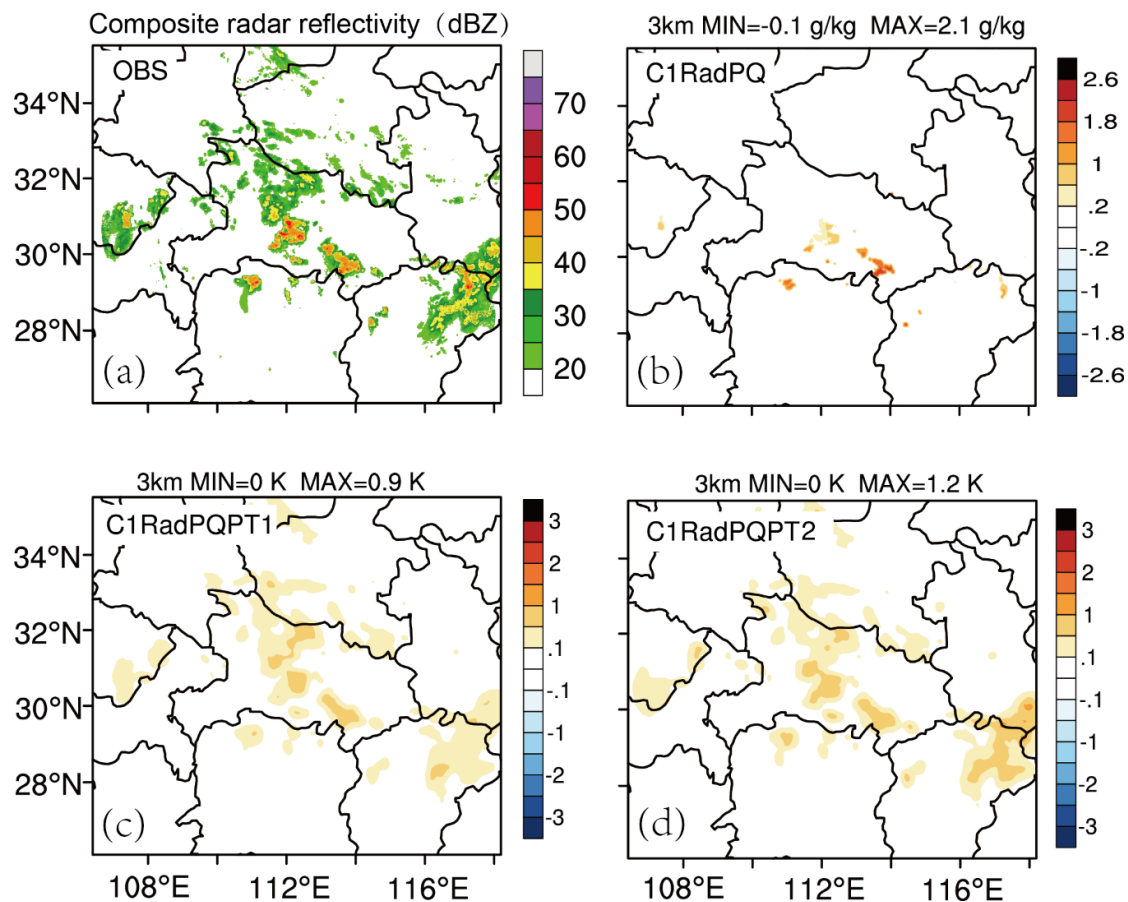 Composite radar reflectivity（dBZ）
OBS
34°N
32°N
30°N
28°N
(a)
108°E
112°E
116°E
70
60
50
40
30
20
3km MIN=-0.1 g/kg MAX=2.1 g/kg
C1RadPQ
(b)
2.6
1.8
1
.2
-.2
-1
-1.8
-2.6
3km MIN=0 K MAX=0.9 K
C1RadPQPT1
34°N
32°N
30°N
28°N
(c)
108°E
112°E
116°E
3
2
1
.1
-.1
-1
-2
-3
3km MIN=0 K MAX=1.2 K
C1RadPQPT2
(d)
108°E
112°E
116°E
3
2
1
.1
-.1
-1
-2
-3